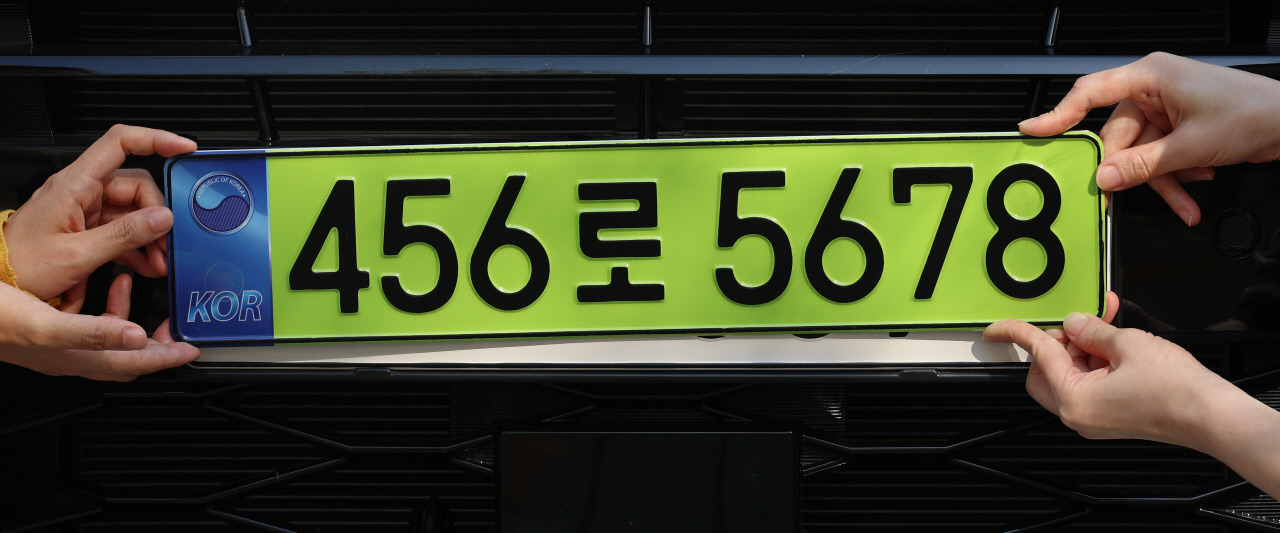 REPUBLIC OF KOREA
KOR
456로 5678